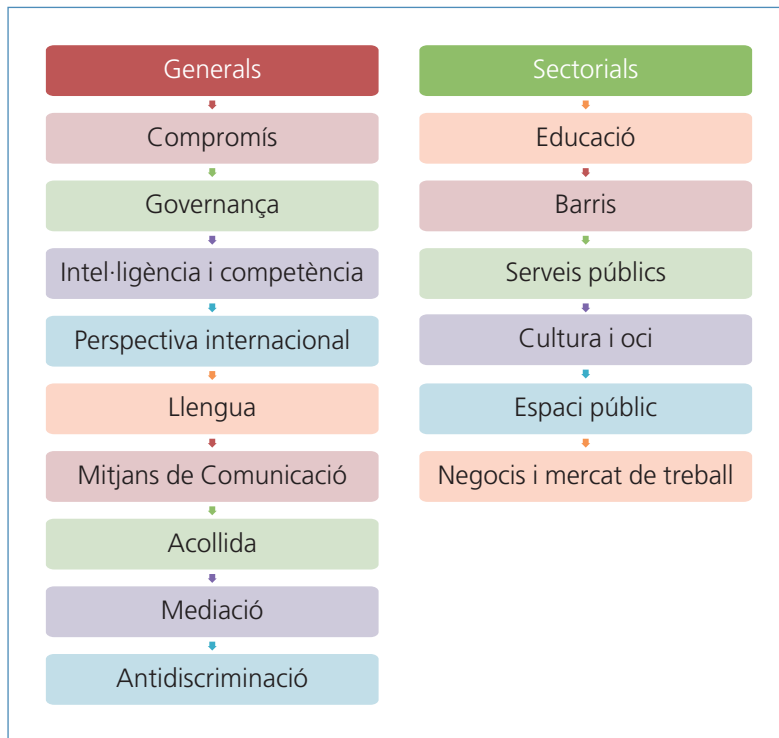 Generals
Compromís
Governança
Intel·ligència i competència
Perspectiva internacional
Llengua
Mitjans de Comunicació
Acollida
Mediació
Antidiscriminació
Sectorials
Educació
Barris
Serveis públics
Cultura i oci
Espaci públic
Negocis i mercat de treball